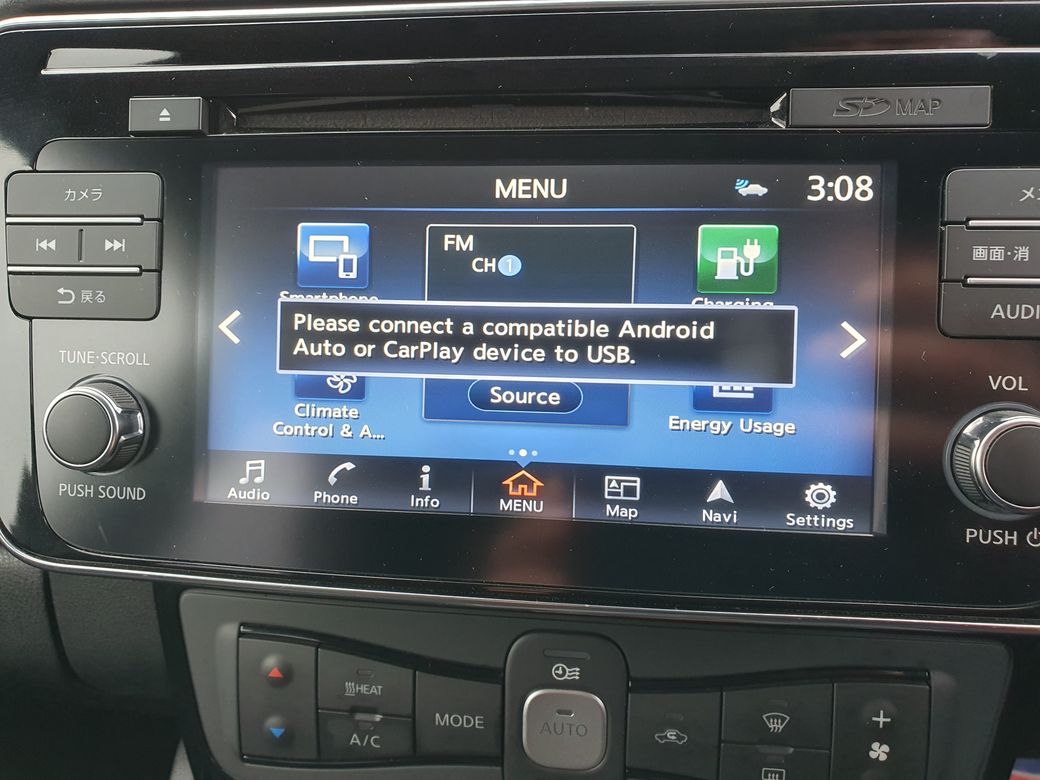 SD MAP
カメラ
戻る
TUNE·SCROLL
PUSH SOUND
MENU
3:08
FM
CH 1
Smartphone
Charging
Please connect a compatible Android
Auto or CarPlay device to USB.
Source
Climate
Control & A...
Energy Usage
Audio
Phone
Info
MENU
Map
Navi
Settings
画面·消
VOL
PUSH
HEAT
A/C
MODE
AUTO